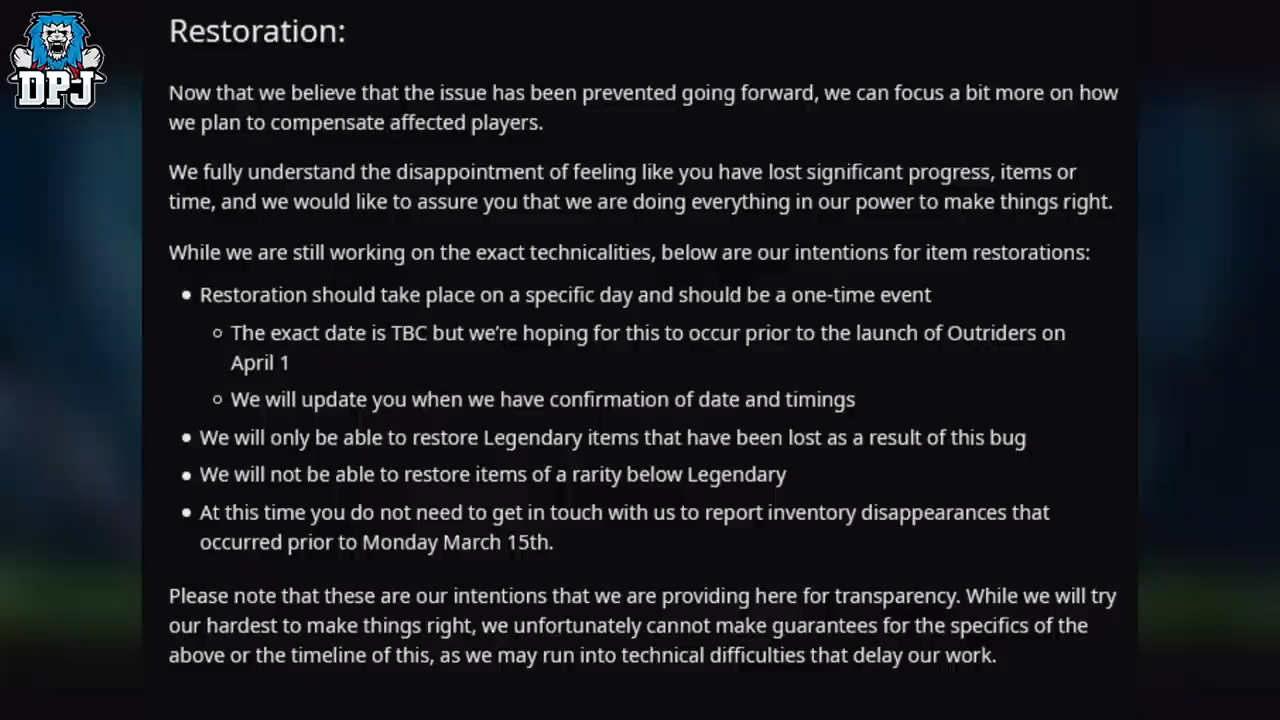 DPJ
Restoration:
Now that we believe that the issue has been prevented going forward, we can focus a bit more on how
we plan to compensate affected players.
We fully understand the disappointment of feeling like you have lost significant progress, items or
time, and we would like to assure you that we are doing everything in our power to make things right.
While we are still working on the exact technicalities, below are our intentions for item restorations:
• Restoration should take place on a specific day and should be a one-time event
◦ The exact date is TBC but we’re hoping for this to occur prior to the launch of Outriders on
April 1
◦ We will update you when we have confirmation of date and timings
• We will only be able to restore Legendary items that have been lost as a result of this bug
• We will not be able to restore items of a rarity below Legendary
• At this time you do not need to get in touch with us to report inventory disappearances that
occurred prior to Monday March 15th.
Please note that these are our intentions that we are providing here for transparency. While we will try
our hardest to make things right, we unfortunately cannot make guarantees for the specifics of the
above or the timeline of this, as we may run into technical difficulties that delay our work.